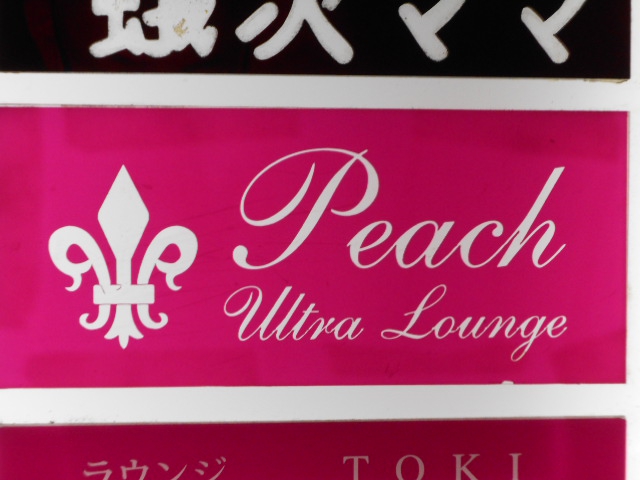 Peach
Ultra Lounge
ラウンジ TOKI